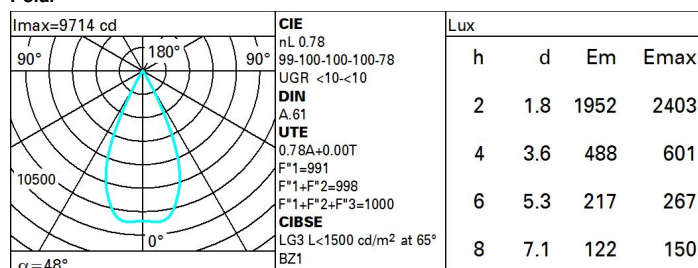 Imax=9714 cd
90°
180°
90°
10500
0°
α=48°
CIE
nL 0.78
99-100-100-100-78
UGR <10-<10
DIN
A.61
UTE
0.78A+0.00T
F"1=991
F"1+F"2=998
F"1+F"2+F"3=1000
CIBSE
LG3 L<1500 cd/m² at 65°
BZ1
Lux
h d Em Emax
2 1.8 1952 2403
4 3.6 488 601
6 5.3 217 267
8 7.1 122 150